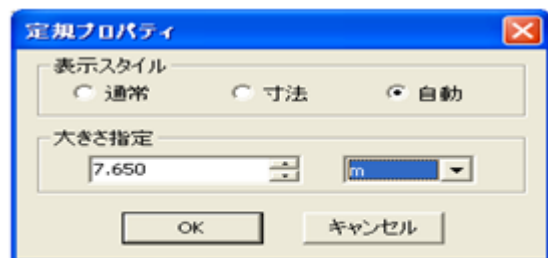 定規プロパティ
表示スタイル
通常 寸法 自動
大きさ指定
7.650 m
OK キャンセル